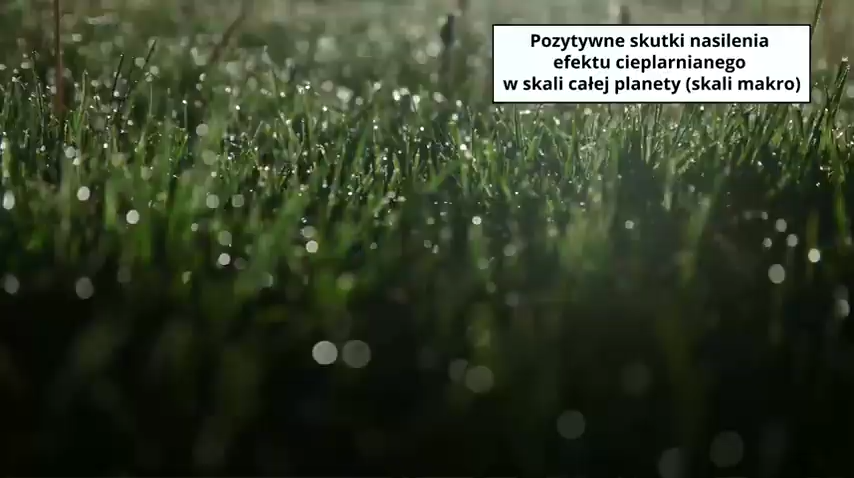 Pozytywne skutki nasilenia
efektu cieplarnianego
w skali całej planety (skali makro)